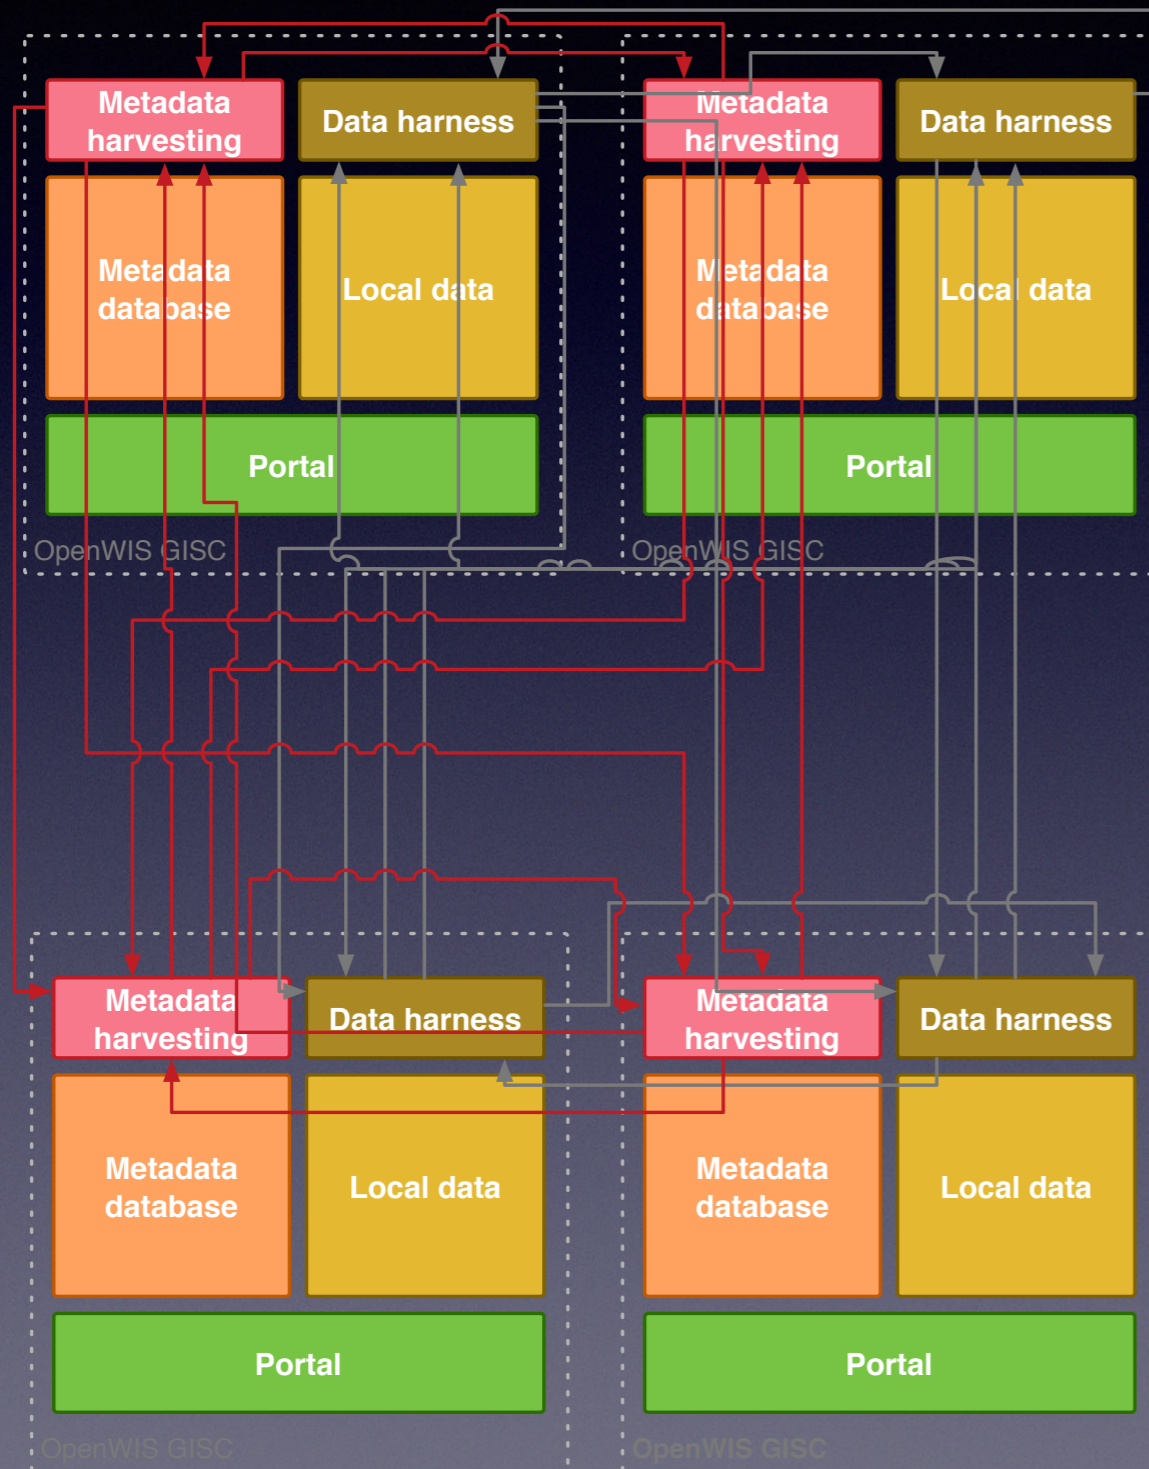 Metadata
harvesting
Data harness
Metadata
database
Local data
Portal
OpenWIS GISC
Metadata
harvesting
Data harness
Metadata
database
Local data
Portal
OpenWIS GISC
Metadata
harvesting
Data harness
Metadata
database
Local data
Portal
OpenWIS GISC
Metadata
harvesting
Data harness
Metadata
database
Local data
Portal
OpenWIS GISC